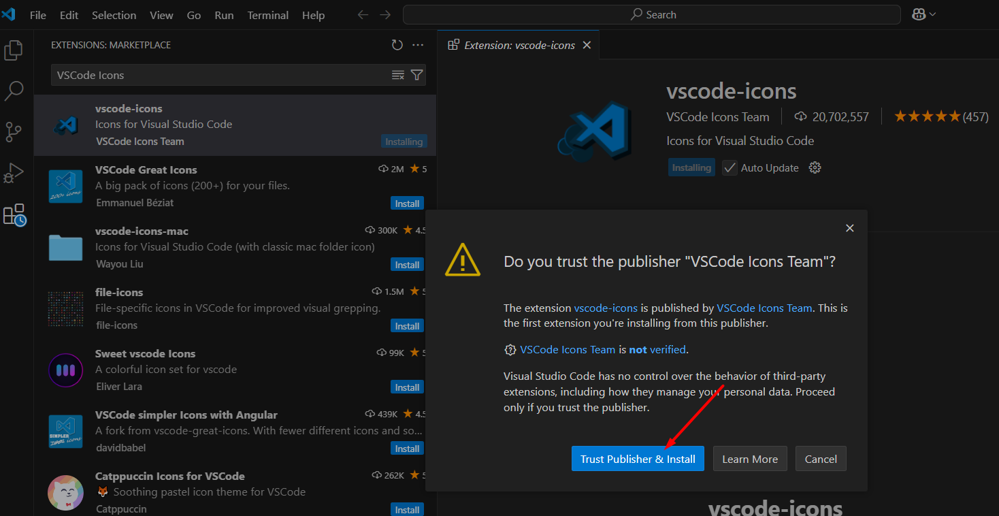 File Edit Selection View Go Run Terminal Help
Search
EXTENSIONS: MARKETPLACE
VSCode Icons
vscode-icons
Icons for Visual Studio Code
VSCode Icons Team
Installing
VSCode Great Icons
2M
5
A big pack of icons (200+) for your files.
Emmanuel Béziat
Install
200+ icons
vscode-icons-mac
300K
4.5
Icons for Visual Studio Code (with classic mac folder icon)
Wayou Liu
Install
file-icons
1.5M
5
File-specific icons in VSCode for improved visual grepping.
file-icons
Install
Sweet vscode Icons
99K
5
A colorful icon set for vscode
Eliver Lara
Install
VSCode simpler Icons with Angular
439K
4.5
A fork from vscode-great-icons. With fewer different icons and so...
davidbabel
Install
SIMPLER
icons
Catppuccin Icons for VSCode
262K
5
🦊 Soothing pastel icon theme for VSCode
Catppuccin
Install
Extension: vscode-icons
vscode-icons
VSCode Icons Team
20,702,557
(457)
Icons for Visual Studio Code
Installing
Auto Update
Do you trust the publisher "VSCode Icons Team"?
The extension vscode-icons is published by VSCode Icons Team. This is
the first extension you're installing from this publisher.
VSCode Icons Team is not verified.
Visual Studio Code has no control over the behavior of third-party
extensions, including how they manage your personal data. Proceed
only if you trust the publisher.
Trust Publisher & Install
Learn More
Cancel
vscode-icons